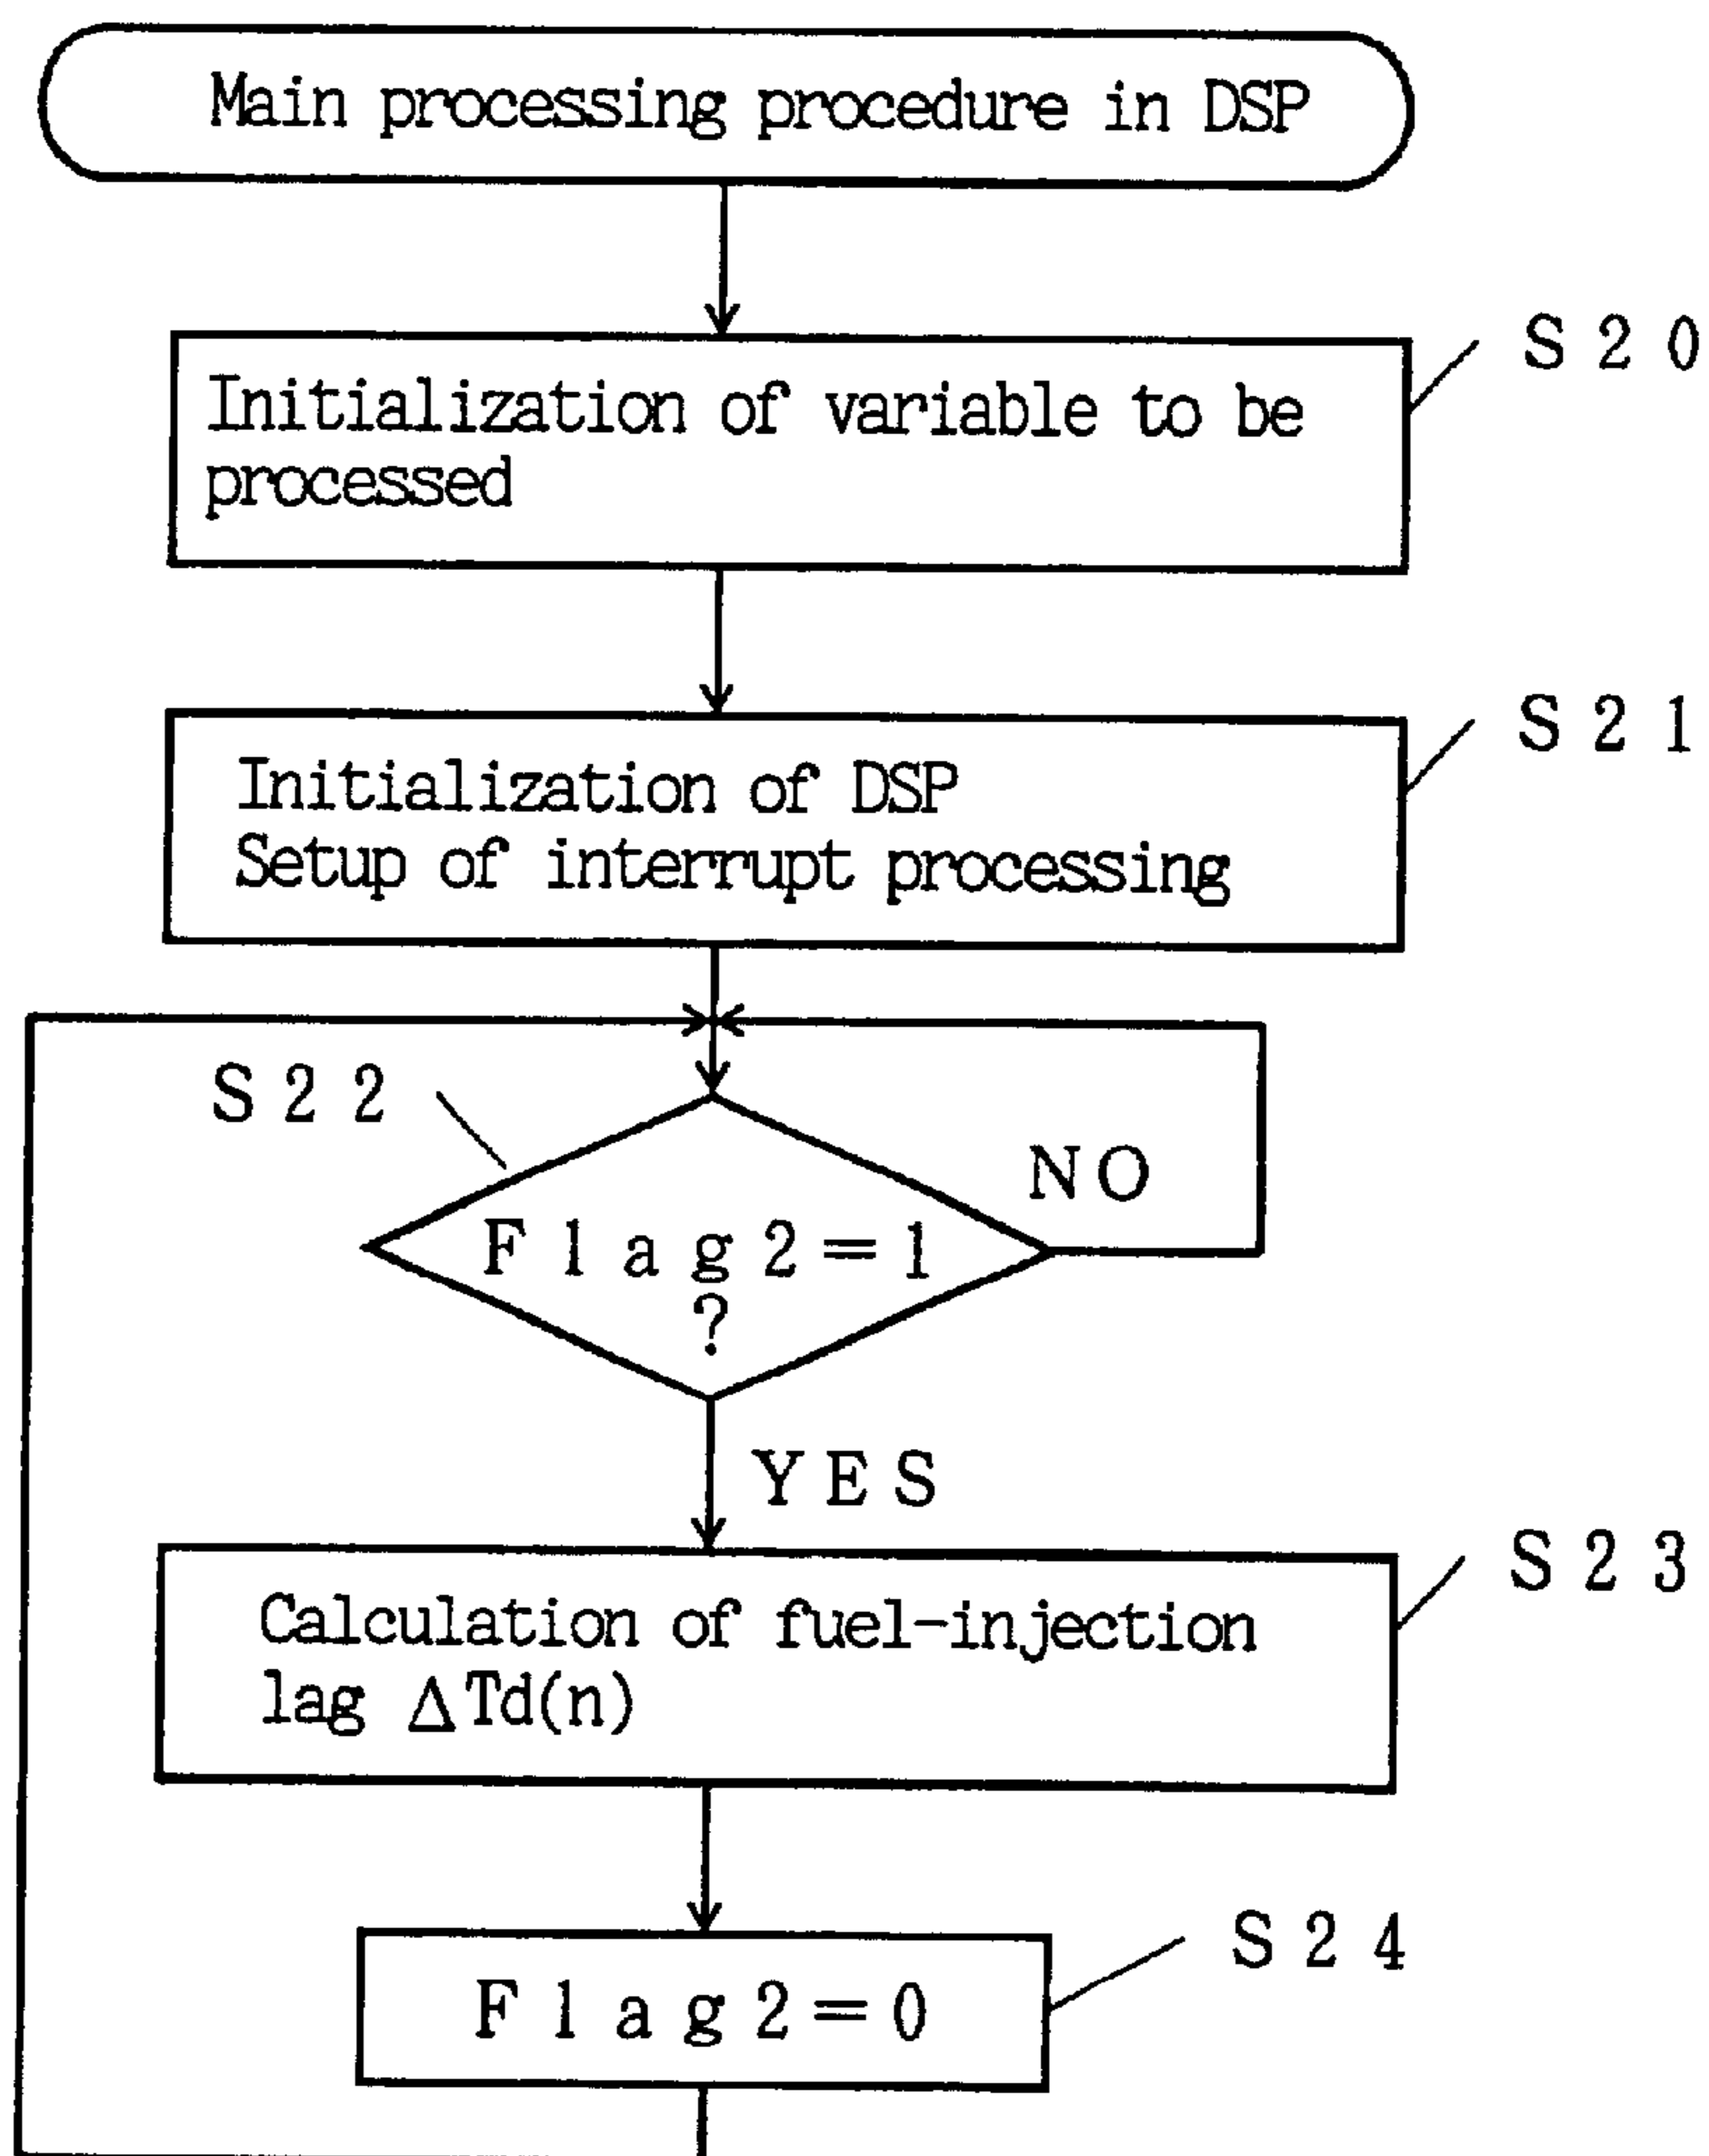 Main processing procedure in DSP
S20
Initialization of variable to be
processed
S21
Initialization of DSP
Setup of interrupt processing
S22
NO
Flag2=1
?
YES
S23
Calculation of fuel-injection
lag ΔTd(n)
S24
Flag2=0